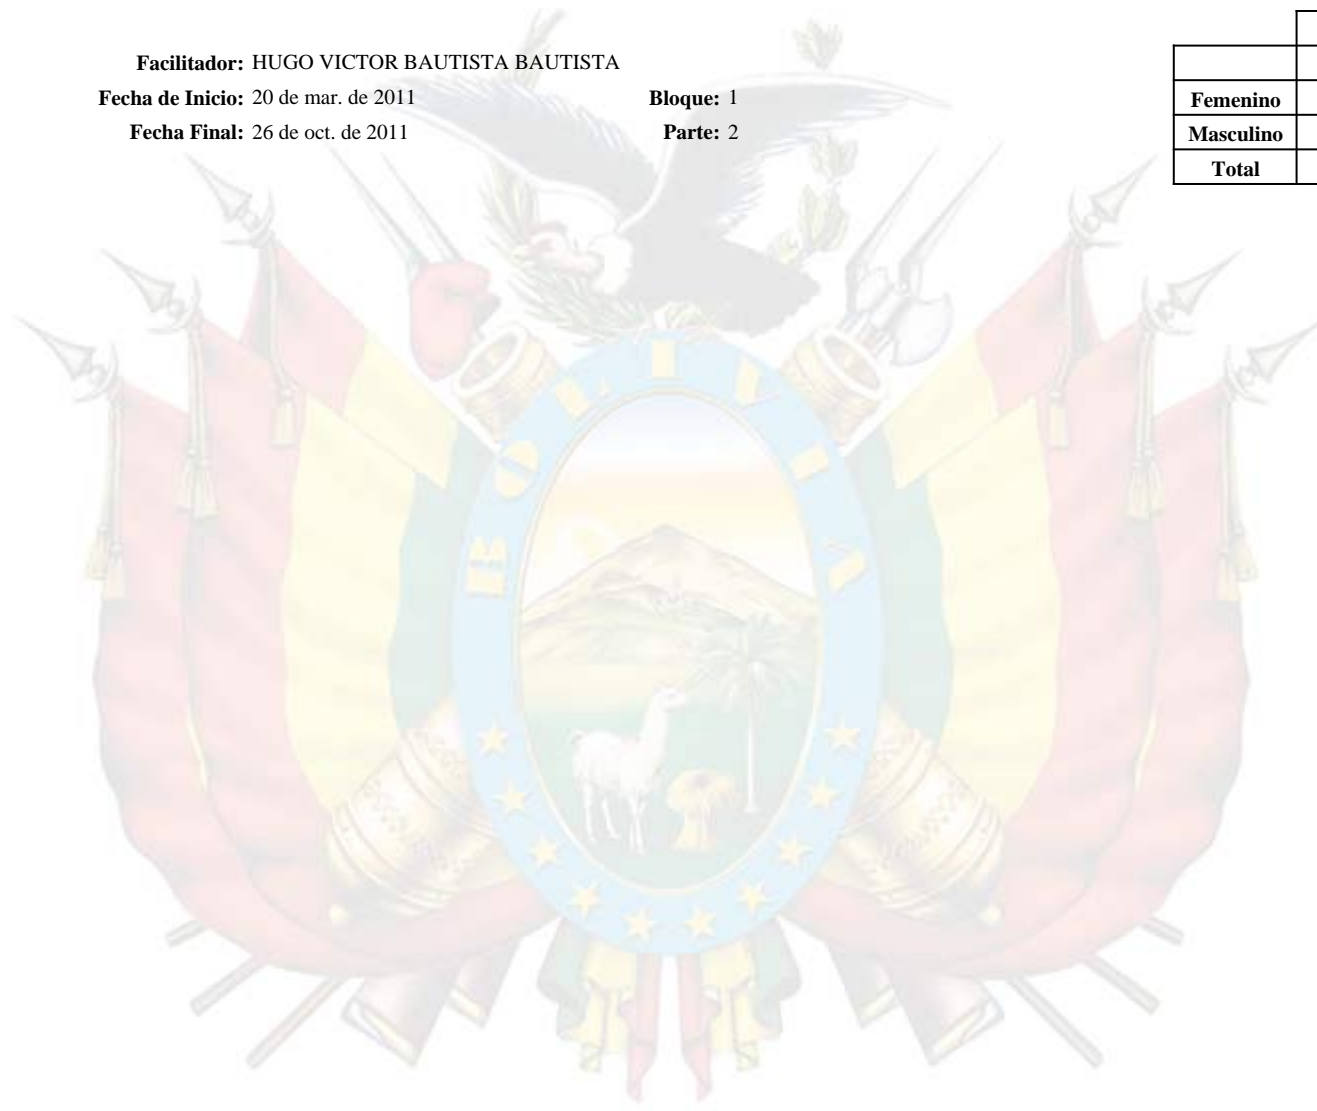 Facilitador: HUGO VICTOR BAUTISTA BAUTISTA
Fecha de Inicio: 20 de mar. de 2011 Bloque: 1
Fecha Final: 26 de oct. de 2011 Parte: 2
Femenino
Masculino
Total
BOLIVIA